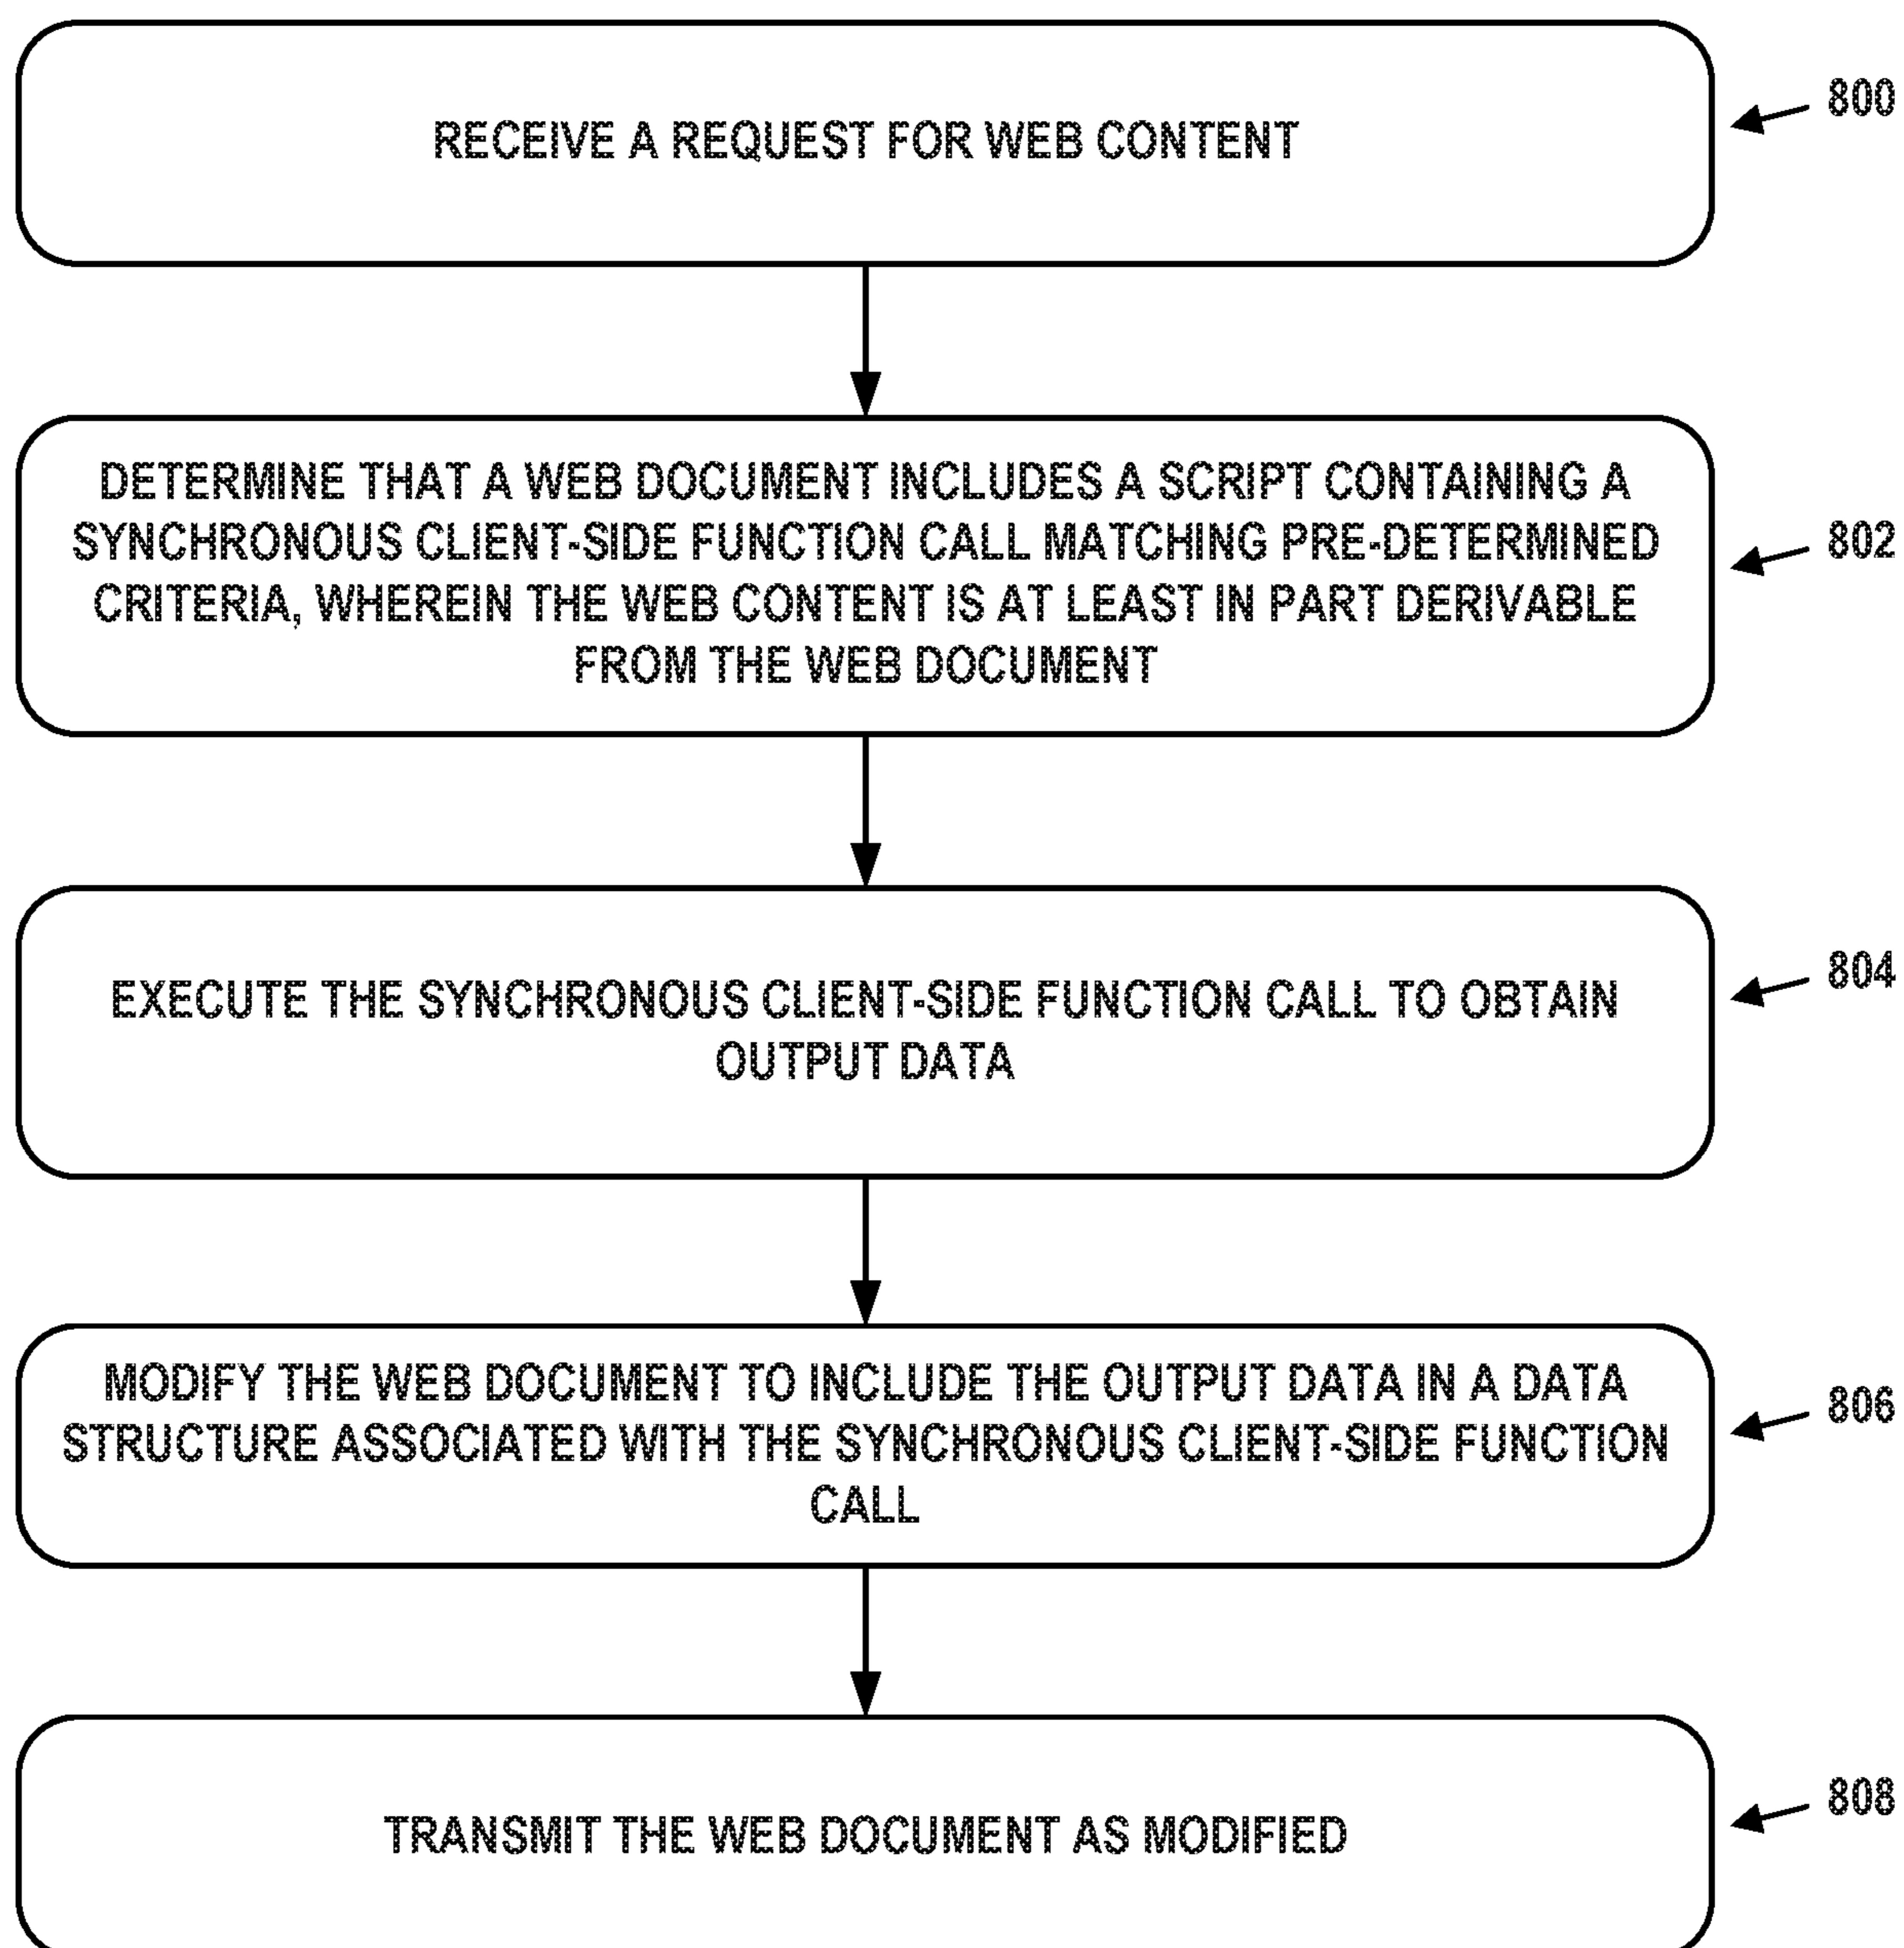 RECEIVE A REQUEST FOR WEB CONTENT
800
DETERMINE THAT A WEB DOCUMENT INCLUDES A SCRIPT CONTAINING A
SYNCHRONOUS CLIENT-SIDE FUNCTION CALL MATCHING PRE-DETERMINED
CRITERIA, WHEREIN THE WEB CONTENT IS AT LEAST IN PART DERIVABLE
FROM THE WEB DOCUMENT
802
EXECUTE THE SYNCHRONOUS CLIENT-SIDE FUNCTION CALL TO OBTAIN
OUTPUT DATA
804
MODIFY THE WEB DOCUMENT TO INCLUDE THE OUTPUT DATA IN A DATA
STRUCTURE ASSOCIATED WITH THE SYNCHRONOUS CLIENT-SIDE FUNCTION
CALL
806
TRANSMIT THE WEB DOCUMENT AS MODIFIED
808